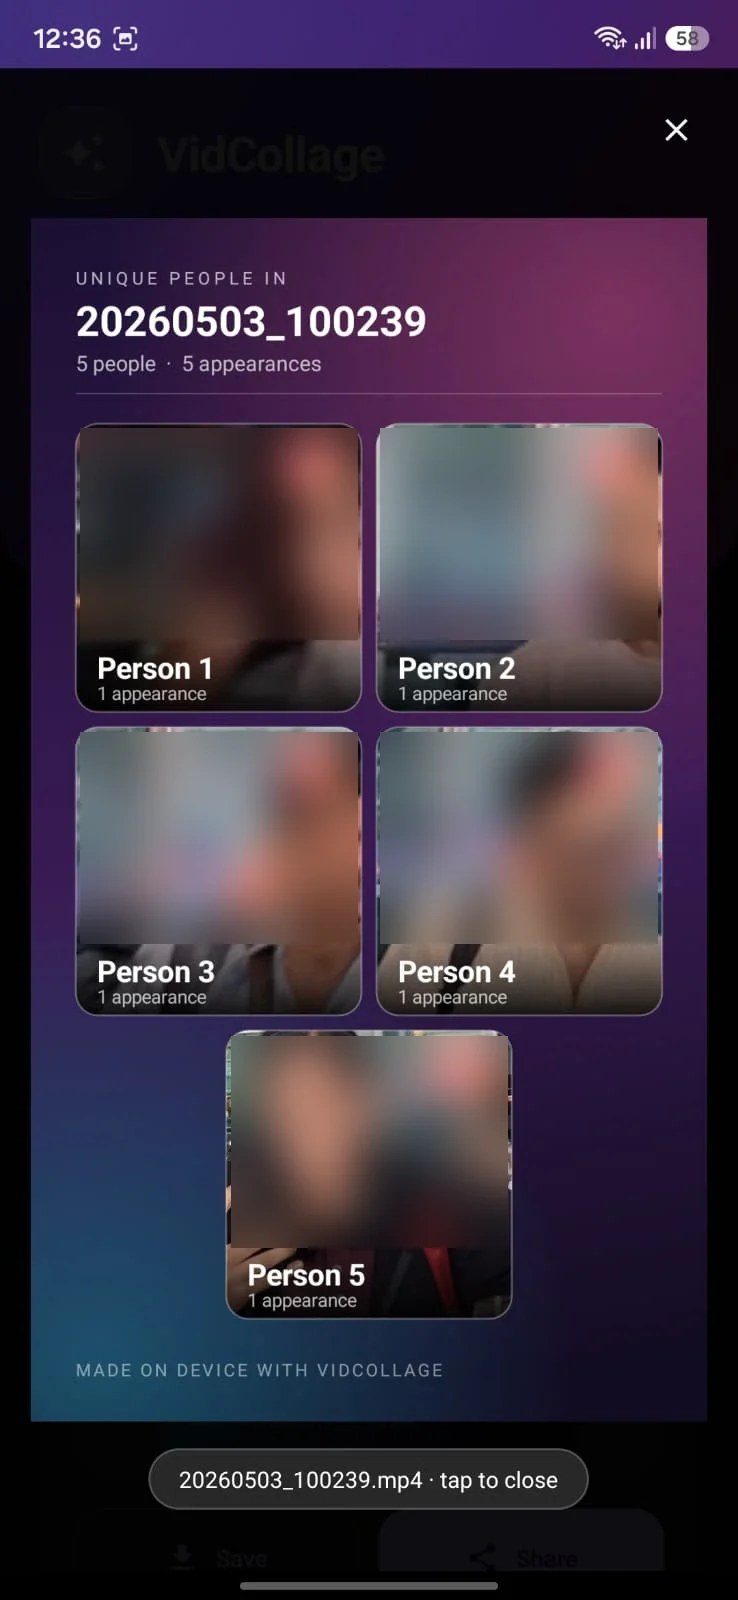 12:36
58
VidCollage
UNIQUE PEOPLE IN
20260503_100239
5 people · 5 appearances
Person 1
1 appearance
Person 2
1 appearance
Person 3
1 appearance
Person 4
1 appearance
Person 5
1 appearance
MADE ON DEVICE WITH VIDCOLLAGE
20260503_100239.mp4 · tap to close
Save
Share